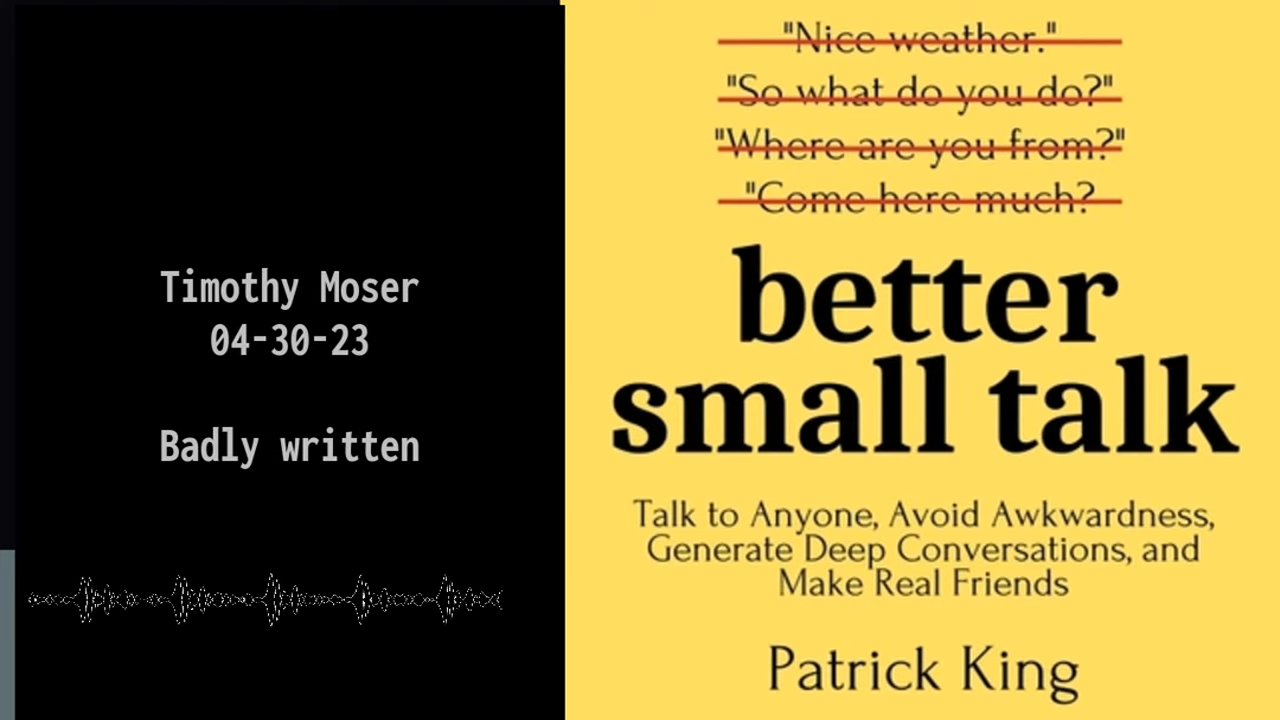 Timothy Moser
04-30-23
Badly written
"Nice weather."
"So what do you do?"
"Where are you from?"
"Come here much?
better
small talk
Talk to Anyone, Avoid Awkwardness,
Generate Deep Conversations, and
Make Real Friends
Patrick King